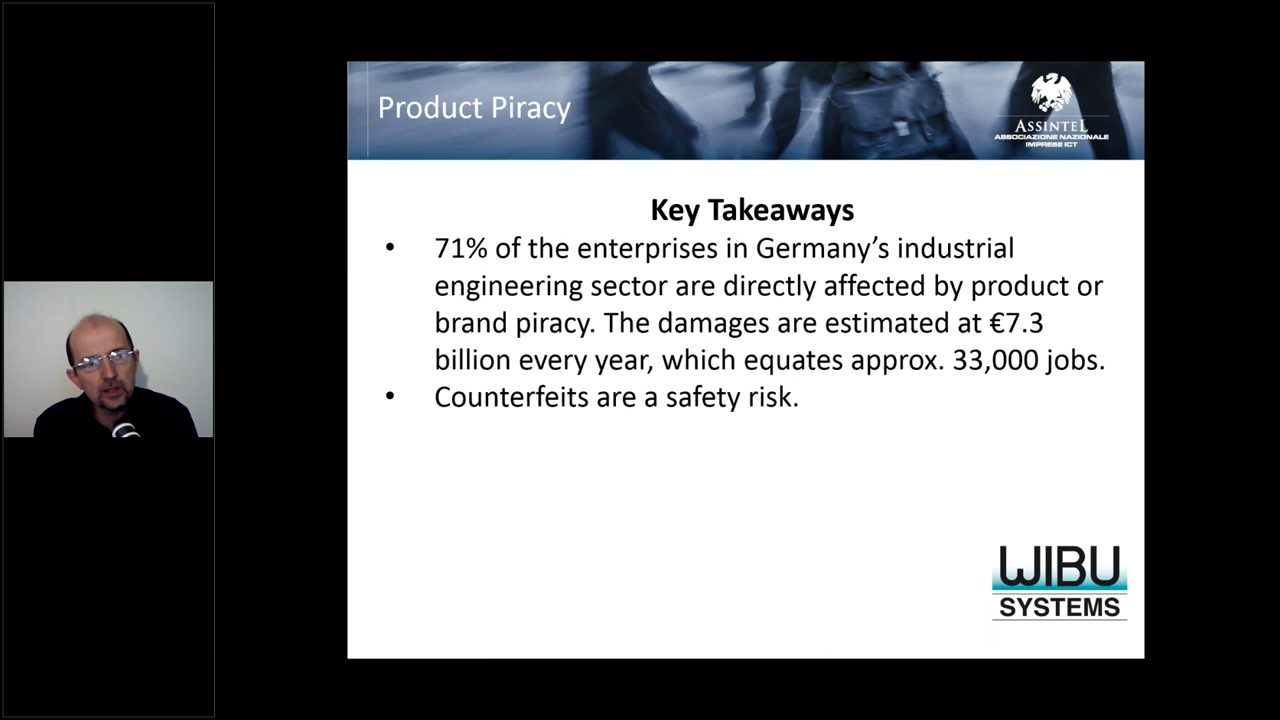 Product Piracy
ASSINTEL
ASSOCIAZIONE NAZIONALE
IMPRESE ICT
Key Takeaways
• 71% of the enterprises in Germany’s industrial
engineering sector are directly affected by product or
brand piracy. The damages are estimated at €7.3
billion every year, which equates approx. 33,000 jobs.
• Counterfeits are a safety risk.
WIBU
SYSTEMS